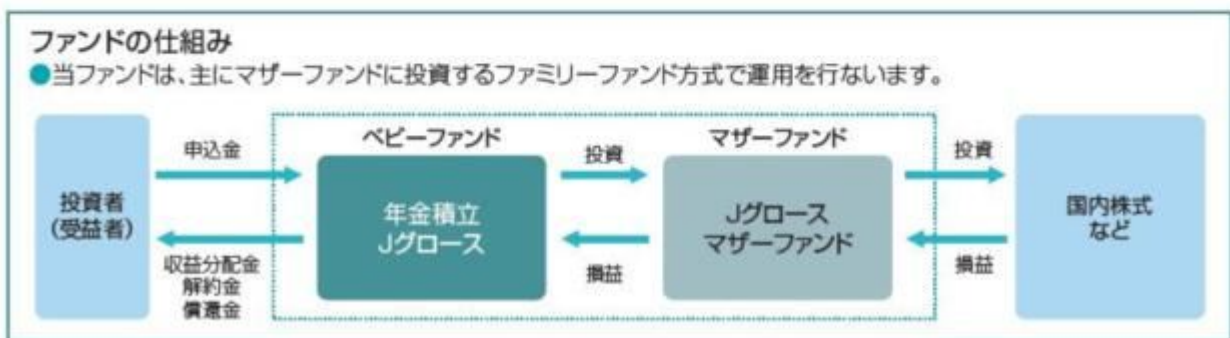 ファンドの仕組み
●当ファンドは、主にマザーファンドに投資するファミリーファンド方式で運用を行ないます。
投資者
(受益者)
申込金
収益分配金
解約金
償還金
ベビーファンド
年金積立
Jグロース
投資
損益
マザーファンド
Jグロース
マザーファンド
投資
損益
国内株式
など